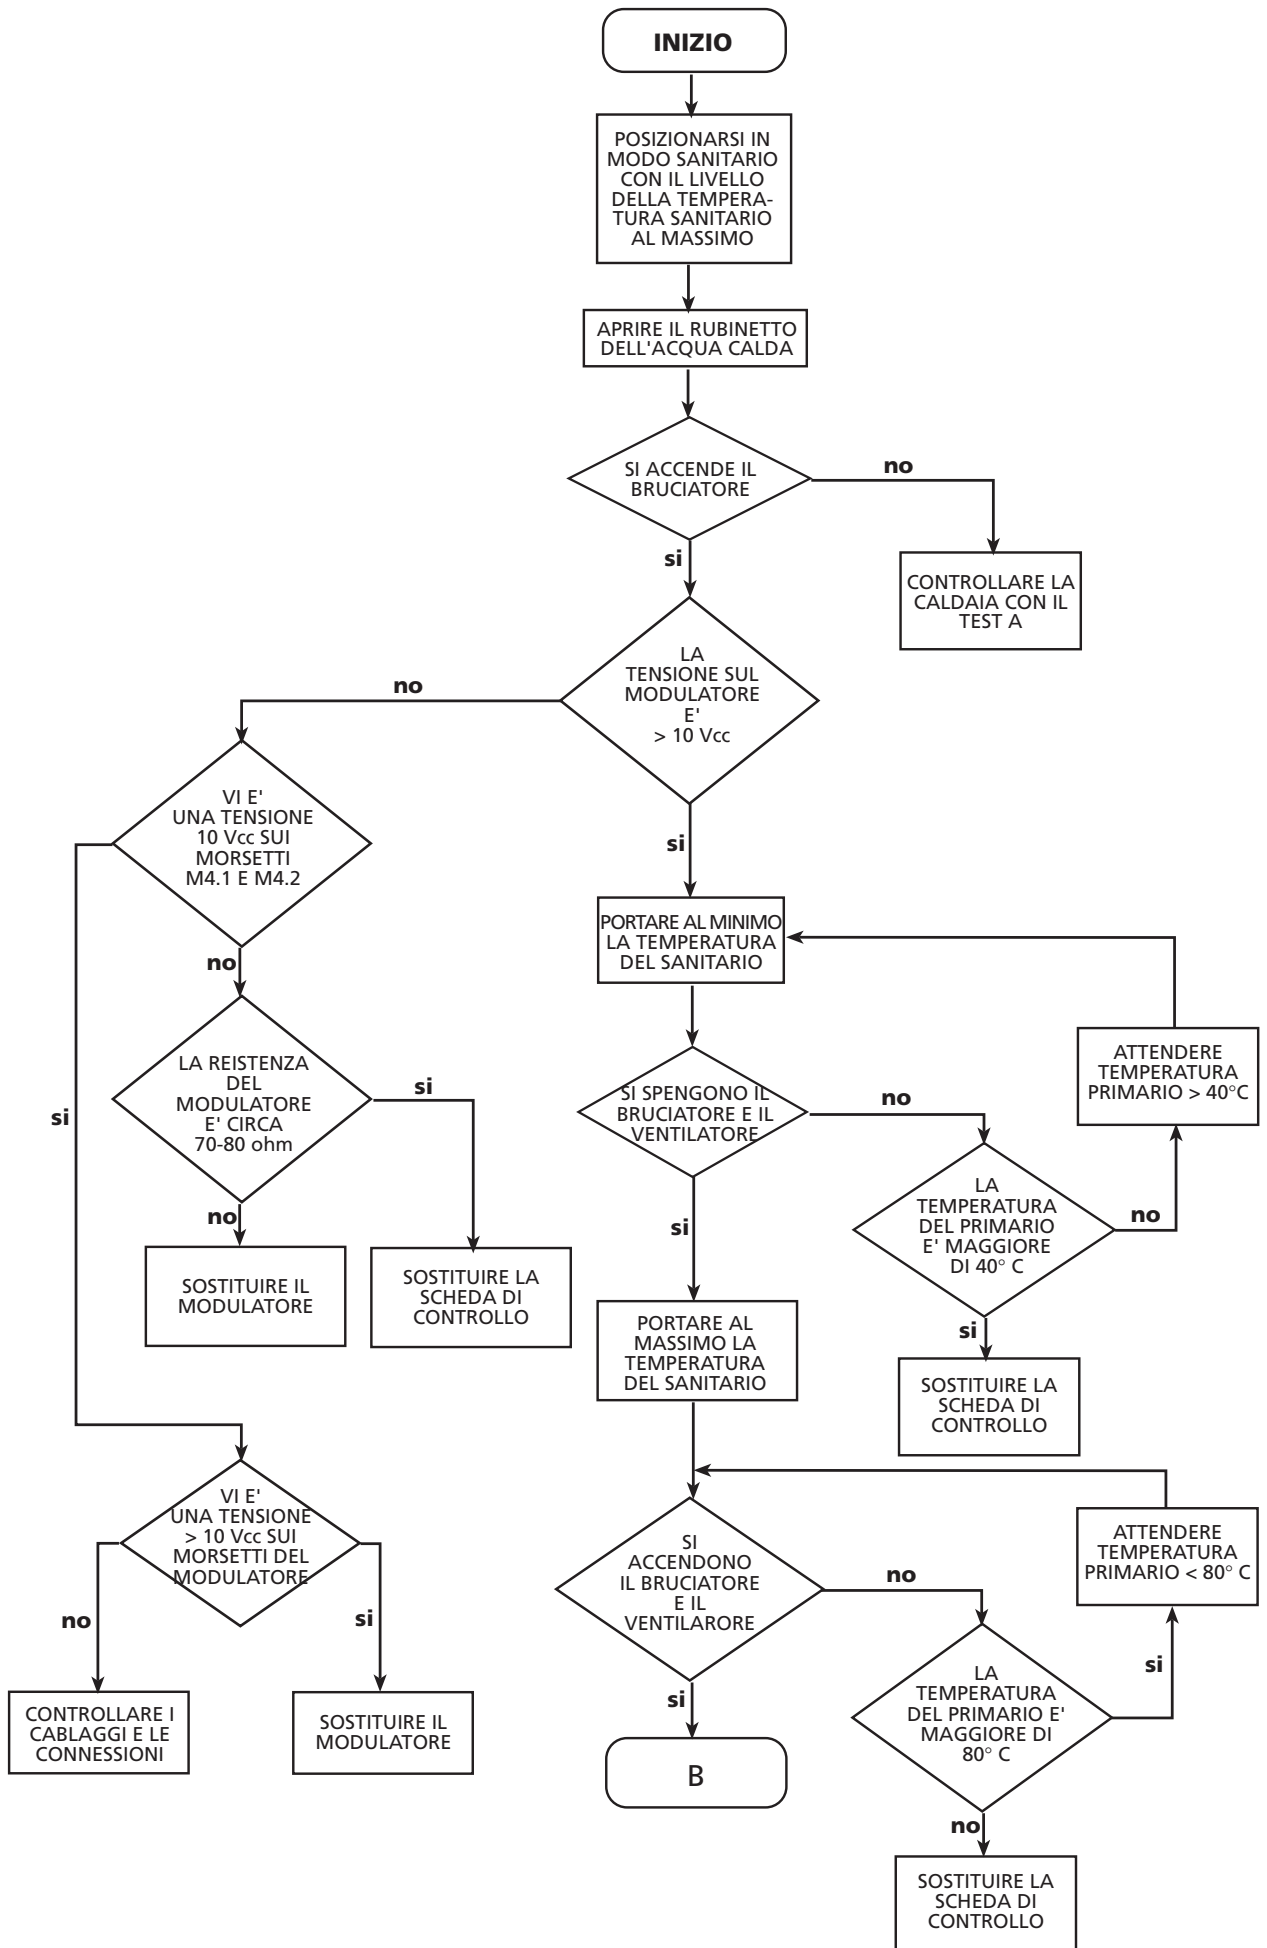 INIZIO
POSIZIONARSI IN
MODO SANITARIO
CON IL LIVELLO
DELLA TEMPERA-
TURA SANITARIO
AL MASSIMO
APRIRE IL RUBINETTO
DELL'ACQUA CALDA
SI ACCENDE IL
BRUCIATORE
no
si
CONTROLLARE LA
CALDAIA CON IL
TEST A
LA
TENSIONE SUL
MODULATORE
E'
> 10 Vcc
no
si
VI E'
UNA TENSIONE
10 Vcc SUI
MORSETTI
M4.1 E M4.2
no
si
LA REISTENZA
DEL
MODULATORE
E' CIRCA
70-80 ohm
si
no
SOSTITUIRE IL
MODULATORE
SOSTITUIRE LA
SCHEDA DI
CONTROLLO
VI E'
UNA TENSIONE
> 10 Vcc SUI
MORSETTI DEL
MODULATORE
no
si
CONTROLLARE I
CABLAGGI E LE
CONNESSIONI
SOSTITUIRE IL
MODULATORE
PORTARE AL MINIMO
LA TEMPERATURA
DEL SANITARIO
SI SPENGONO IL
BRUCIATORE E IL
VENTILATORE
no
si
ATTENDERE
TEMPERATURA
PRIMARIO > 40°C
LA
TEMPERATURA
DEL PRIMARIO
E' MAGGIORE
DI 40° C
no
si
SOSTITUIRE LA
SCHEDA DI
CONTROLLO
PORTARE AL
MASSIMO LA
TEMPERATURA
DEL SANITARIO
SI
ACCENDONO
IL BRUCIATORE
E IL
VENTILARORE
no
si
B
ATTENDERE
TEMPERATURA
PRIMARIO < 80° C
LA
TEMPERATURA
DEL PRIMARIO E'
MAGGIORE DI
80° C
si
no
SOSTITUIRE LA
SCHEDA DI
CONTROLLO